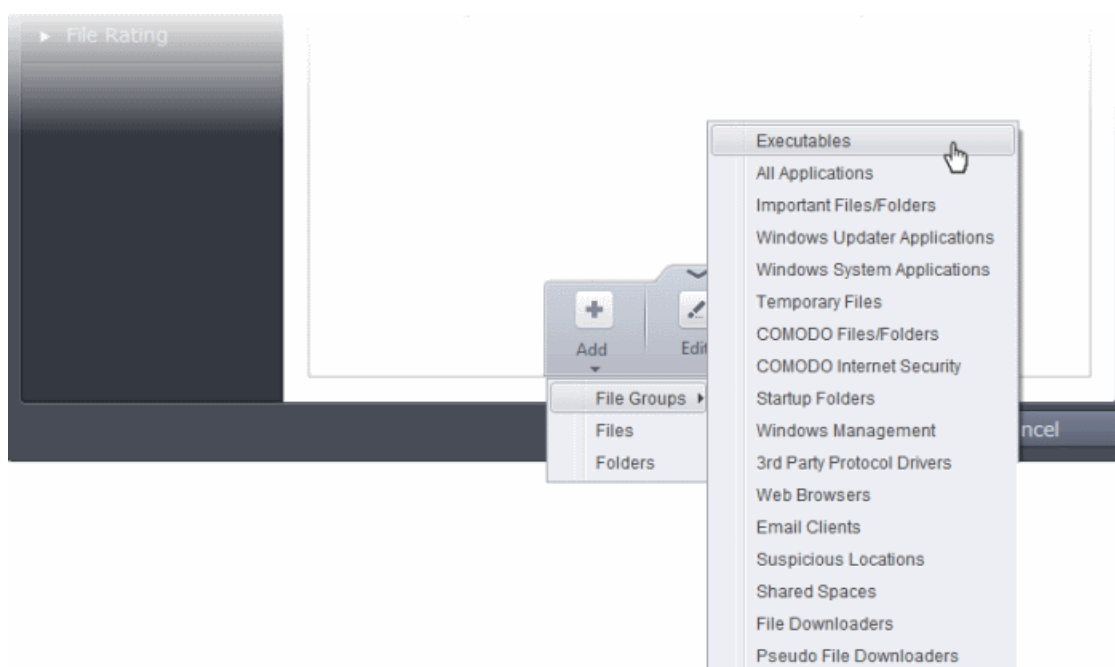 File Rating
Executables
All Applications
Important Files/Folders
Windows Updater Applications
Windows System Applications
Temporary Files
COMODO Files/Folders
COMODO Internet Security
Startup Folders
Windows Management
3rd Party Protocol Drivers
Web Browsers
Email Clients
Suspicious Locations
Shared Spaces
File Downloaders
Pseudo File Downloaders
Add
Edit
File Groups
Files
Folders
ncel